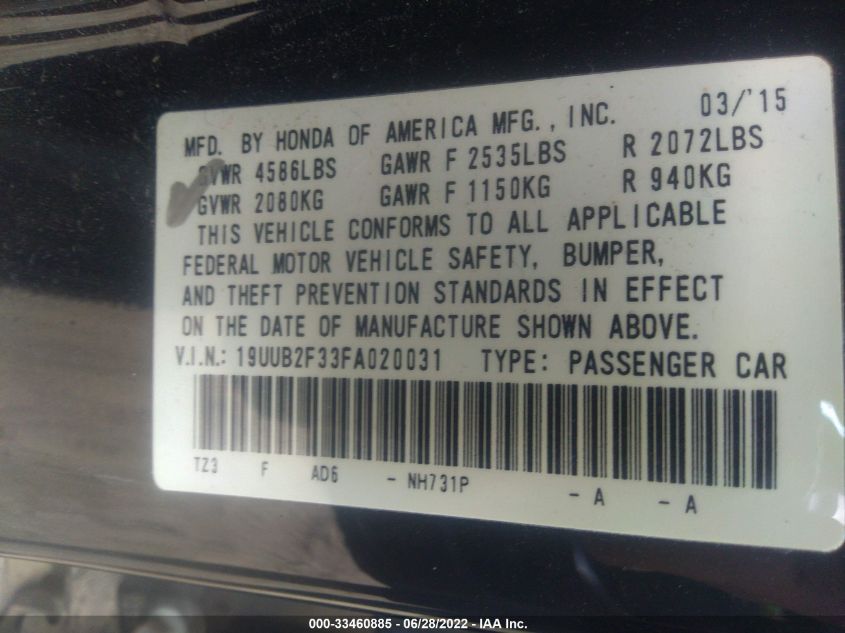 03/'15
MFD. BY HONDA OF AMERICA MFG., INC.
GVWR 4586LBS GAWR F 2535LBS R 2072LBS
GVWR 2080KG GAWR F 1150KG R 940KG
THIS VEHICLE CONFORMS TO ALL APPLICABLE
FEDERAL MOTOR VEHICLE SAFETY, BUMPER,
AND THEFT PREVENTION STANDARDS IN EFFECT
ON THE DATE OF MANUFACTURE SHOWN ABOVE.
V.I.N.: 19UUB2F33FA020031 TYPE: PASSENGER CAR
TZ3 F AD6 - NH731P - A - A
000-33460885 - 06/28/2022 - IAA Inc.